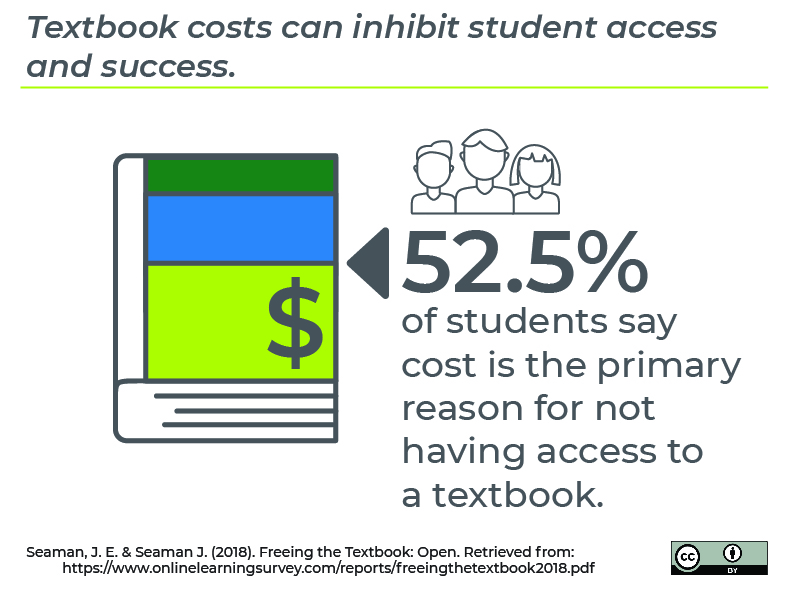 Textbook costs can inhibit student access
and success.
$
52.5%
of students say
cost is the primary
reason for not
having access to
a textbook.
Seaman, J. E. & Seaman J. (2018). Freeing the Textbook: Open. Retrieved from:
https://www.onlinelearningsurvey.com/reports/freeingthetextbook2018.pdf
cc
BY